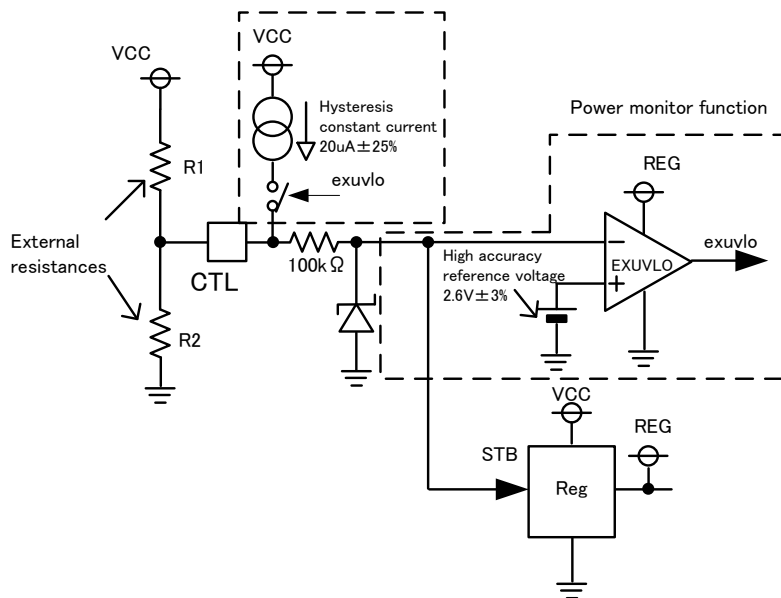 VCC
VCC
Hysteresis
constant current
20uA±25%
Power monitor function
R1
exuvlo
REG
External
resistances
CTL
100kΩ
High accuracy
reference voltage
2.6V±3%
−
EXUVLO
+
exuvlo
R2
VCC
REG
STB
Reg